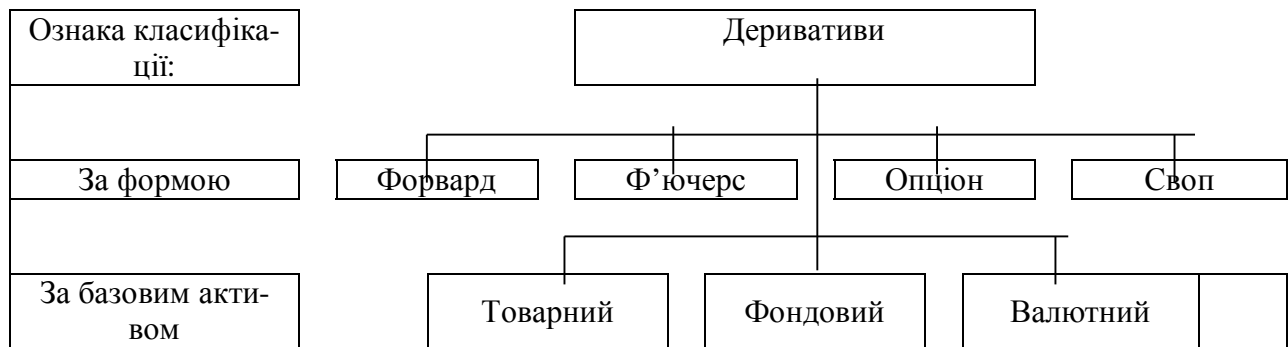 Ознака класифіка-
ції:
Деривативи
За формою
Форвард
Ф’ючерс
Опціон
Своп
За базовим акти-
вом
Товарний
Фондовий
Валютний